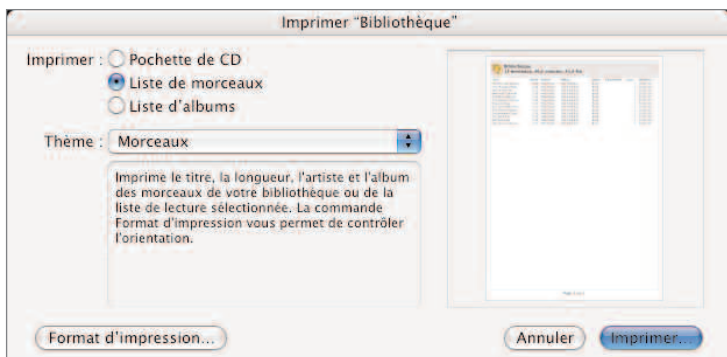 Imprimer “Bibliothèque”
Imprimer : Pochette de CD
Liste de morceaux
Liste d'albums
Thème : Morceaux
Imprime le titre, la longueur, l'artiste et l'album
des morceaux de votre bibliothèque ou de la
liste de lecture sélectionnée. La commande
Format d'impression vous permet de contrôler
l'orientation.
Format d'impression...
Annuler
Imprimer...